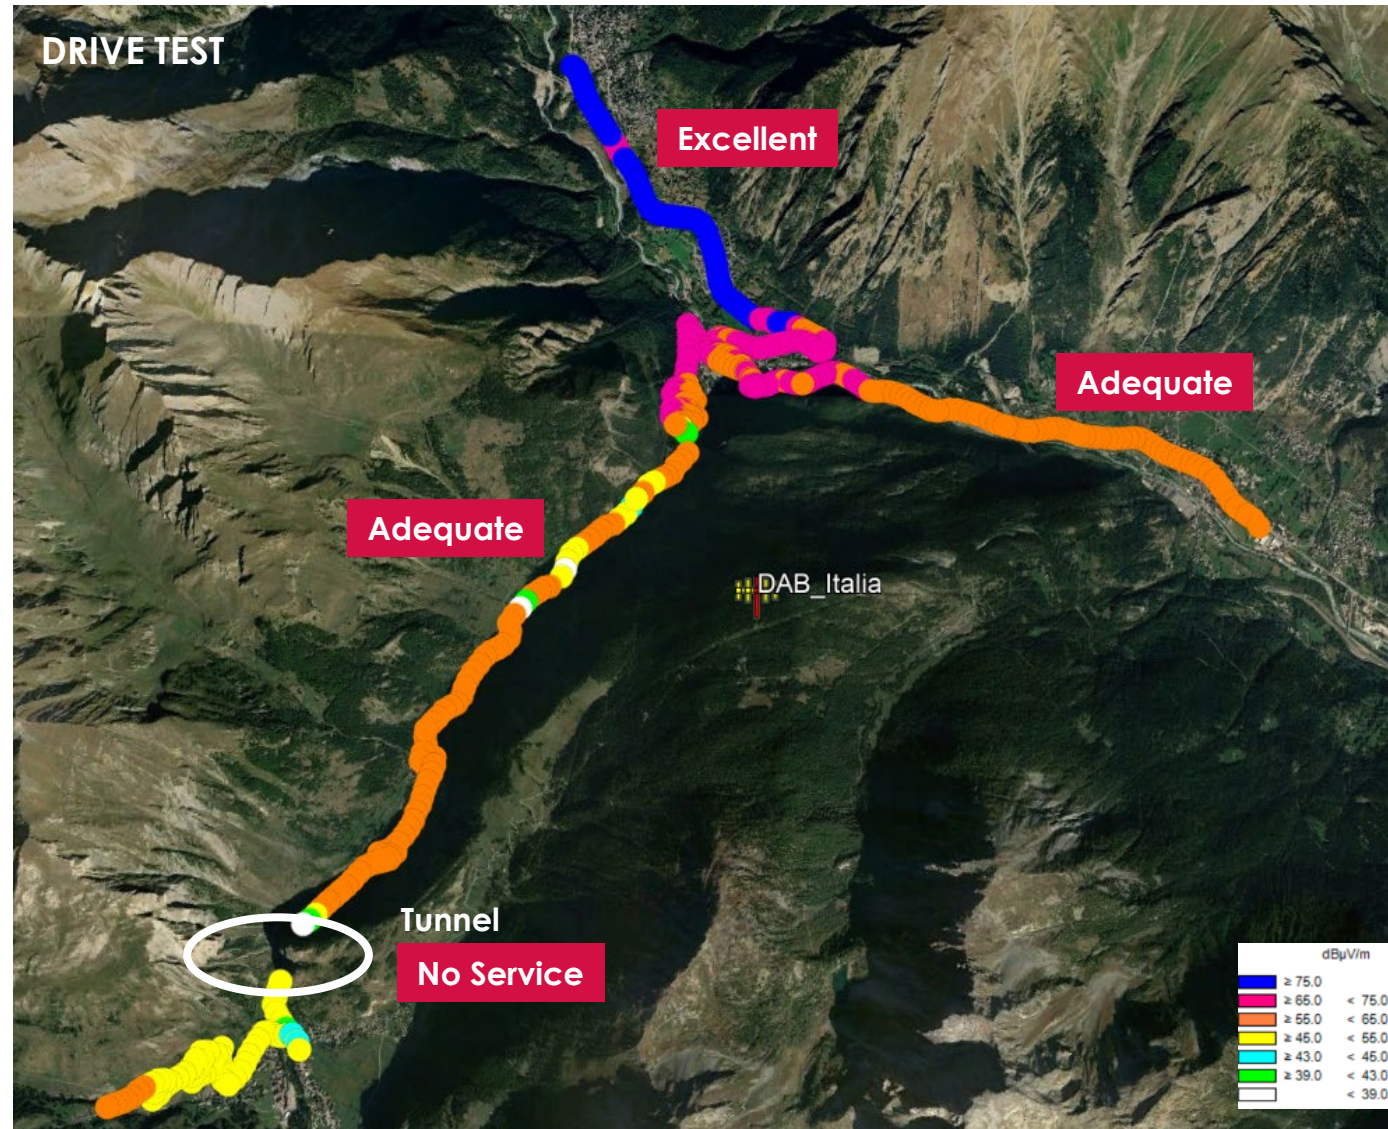 DRIVE TEST
Excellent
Adequate
Adequate
DAB_Italia
Tunnel
No Service
dBµV/m
≥ 75.0
≥ 65.0 < 75.0
≥ 55.0 < 65.0
≥ 45.0 < 55.0
≥ 43.0 < 45.0
≥ 39.0 < 43.0
< 39.0